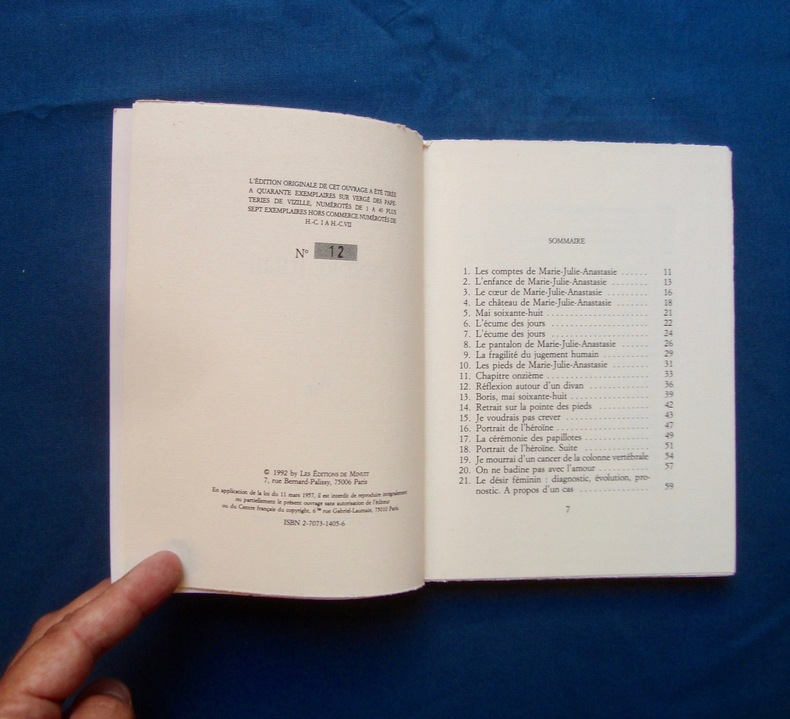 L'ÉDITION ORIGINALE DE CET OUVRAGE A ÉTÉ TIRÉE
A QUARANTE EXEMPLAIRES SUR VERGÉ DES PAPE-
TERIES DE VIZILLE, NUMÉROTÉS DE 1 A 40 PLUS
SEPT EXEMPLAIRES HORS COMMERCE NUMÉROTÉS DE
H.-C. I A H.-C.VII
N° 12
© 1992 by LES ÉDITIONS DE MINUIT
7, rue Bernard-Palissy, 75006 Paris
En application de la loi du 11 mars 1957, il est interdit de reproduire intégralement
ou partiellement le présent ouvrage sans autorisation de l'éditeur
ou du Centre français du copyright, 6 bis rue Gabriel-Laumain, 75010 Paris.
ISBN 2-7073-1405-6
SOMMAIRE
1. Les comptes de Marie-Julie-Anastasie ...... 11
2. L'enfance de Marie-Julie-Anastasie ........ 13
3. Le cœur de Marie-Julie-Anastasie ......... 16
4. Le château de Marie-Julie-Anastasie ....... 18
5. Mai soixante-huit ...................... 21
6. L'écume des jours ..................... 22
7. L'écume des jours ..................... 24
8. Le pantalon de Marie-Julie-Anastasie ...... 26
9. La fragilité du jugement humain .......... 29
10. Les pieds de Marie-Julie-Anastasie ........ 31
11. Chapitre onzième ...................... 33
12. Réflexion autour d'un divan ............. 36
13. Boris, mai soixante-huit ................. 39
14. Retrait sur la pointe des pieds ............ 42
15. Je voudrais pas crever .................. 43
16. Portrait de l'héroïne .................... 47
17. La cérémonie des papillotes .............. 49
18. Portrait de l'héroïne. Suite ............... 51
19. Je mourrai d'un cancer de la colonne vertébrale 54
20. On ne badine pas avec l'amour ........... 57
21. Le désir féminin : diagnostic, évolution, pro-
nostic. A propos d'un cas ............... 59
7